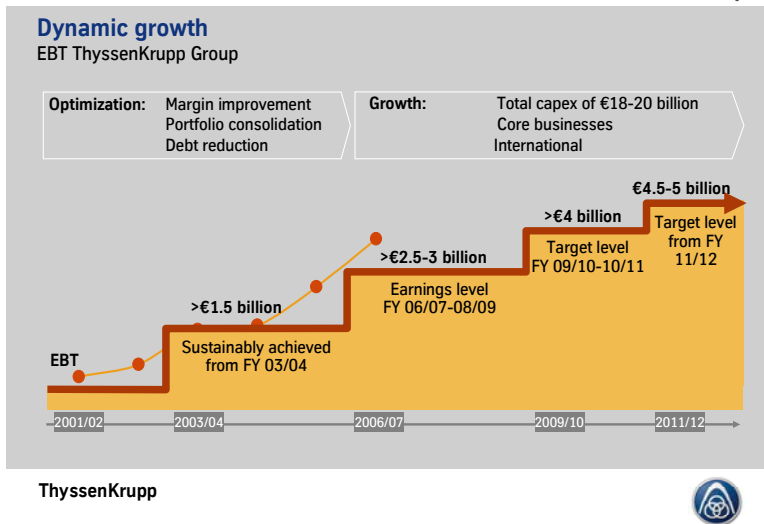 Dynamic growth
EBT ThyssenKrupp Group
Optimization:
Margin improvement
Portfolio consolidation
Debt reduction
Growth:
Total capex of €18-20 billion
Core businesses
International
€4.5-5 billion
>€4 billion
Target level
from FY
11/12
>€2.5-3 billion
Target level
FY 09/10-10/11
Earnings level
FY 06/07-08/09
>€1.5 billion
Sustainably achieved
from FY 03/04
EBT
2001/02
2003/04
2006/07
2009/10
2011/12
ThyssenKrupp